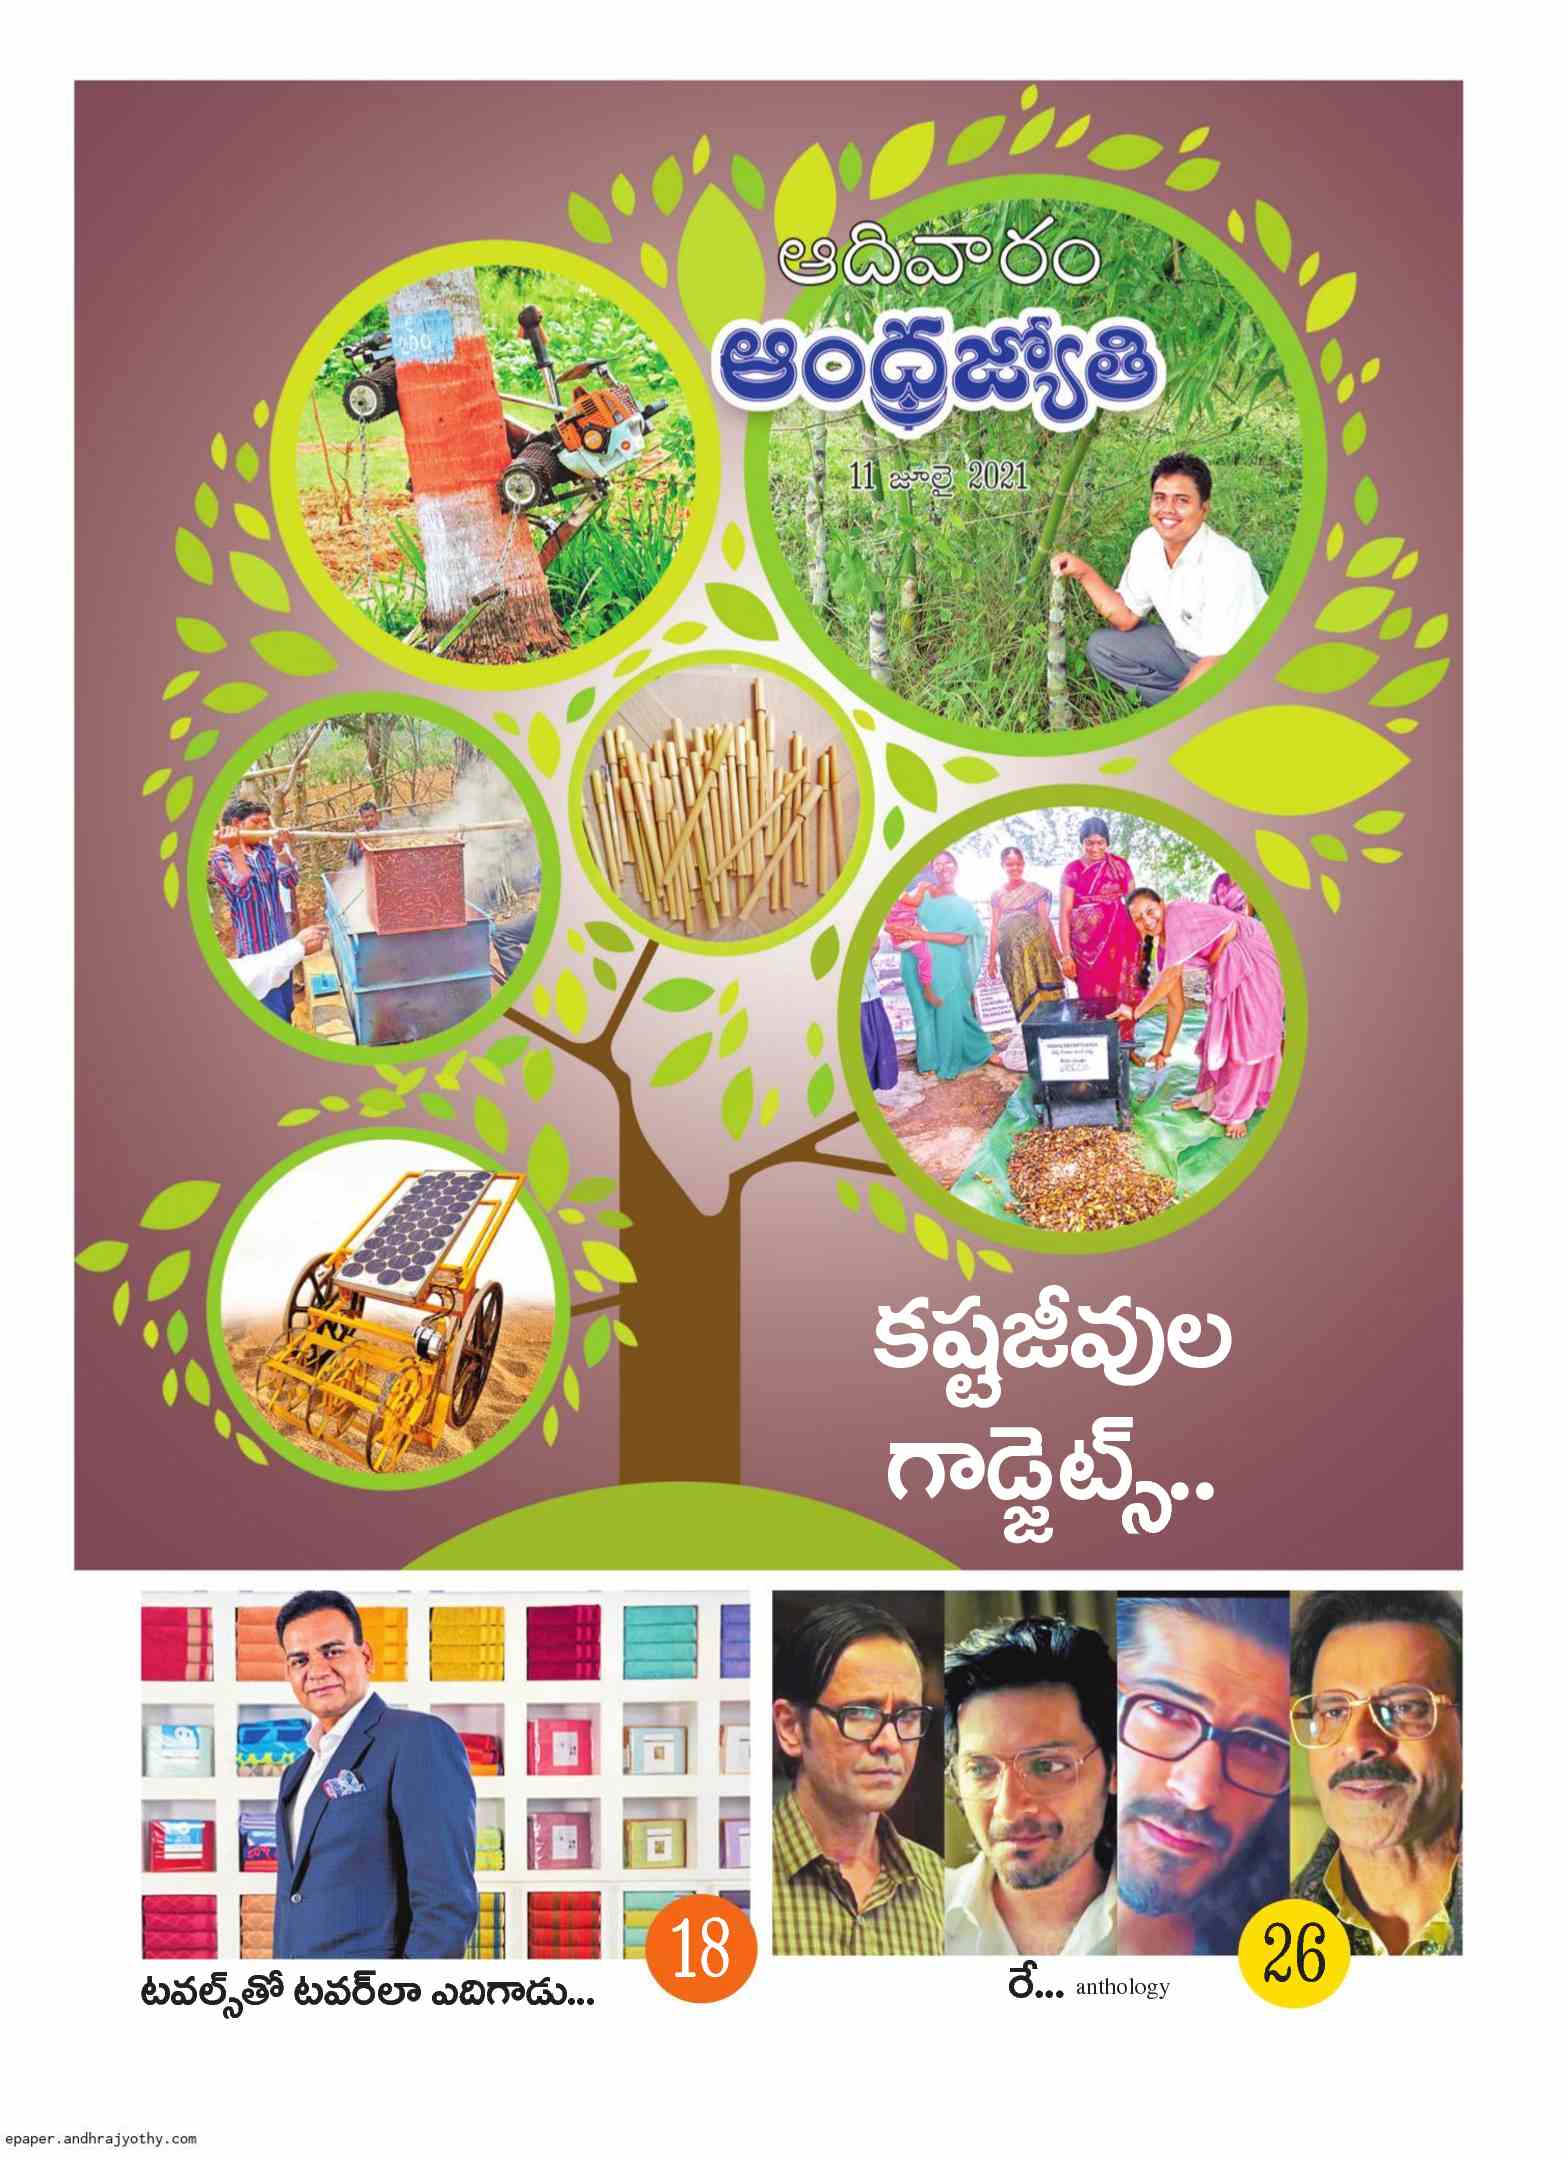 ఆదివారం
ఆంధ్రజ్యోతి
11 జూలై 2021
కష్టజీవుల
గాడ్జెట్స్..
18
టవల్స్‌తో టవర్‌లా ఎదిగాడు...
26
రే... anthology
epaper.andhrajyothy.com